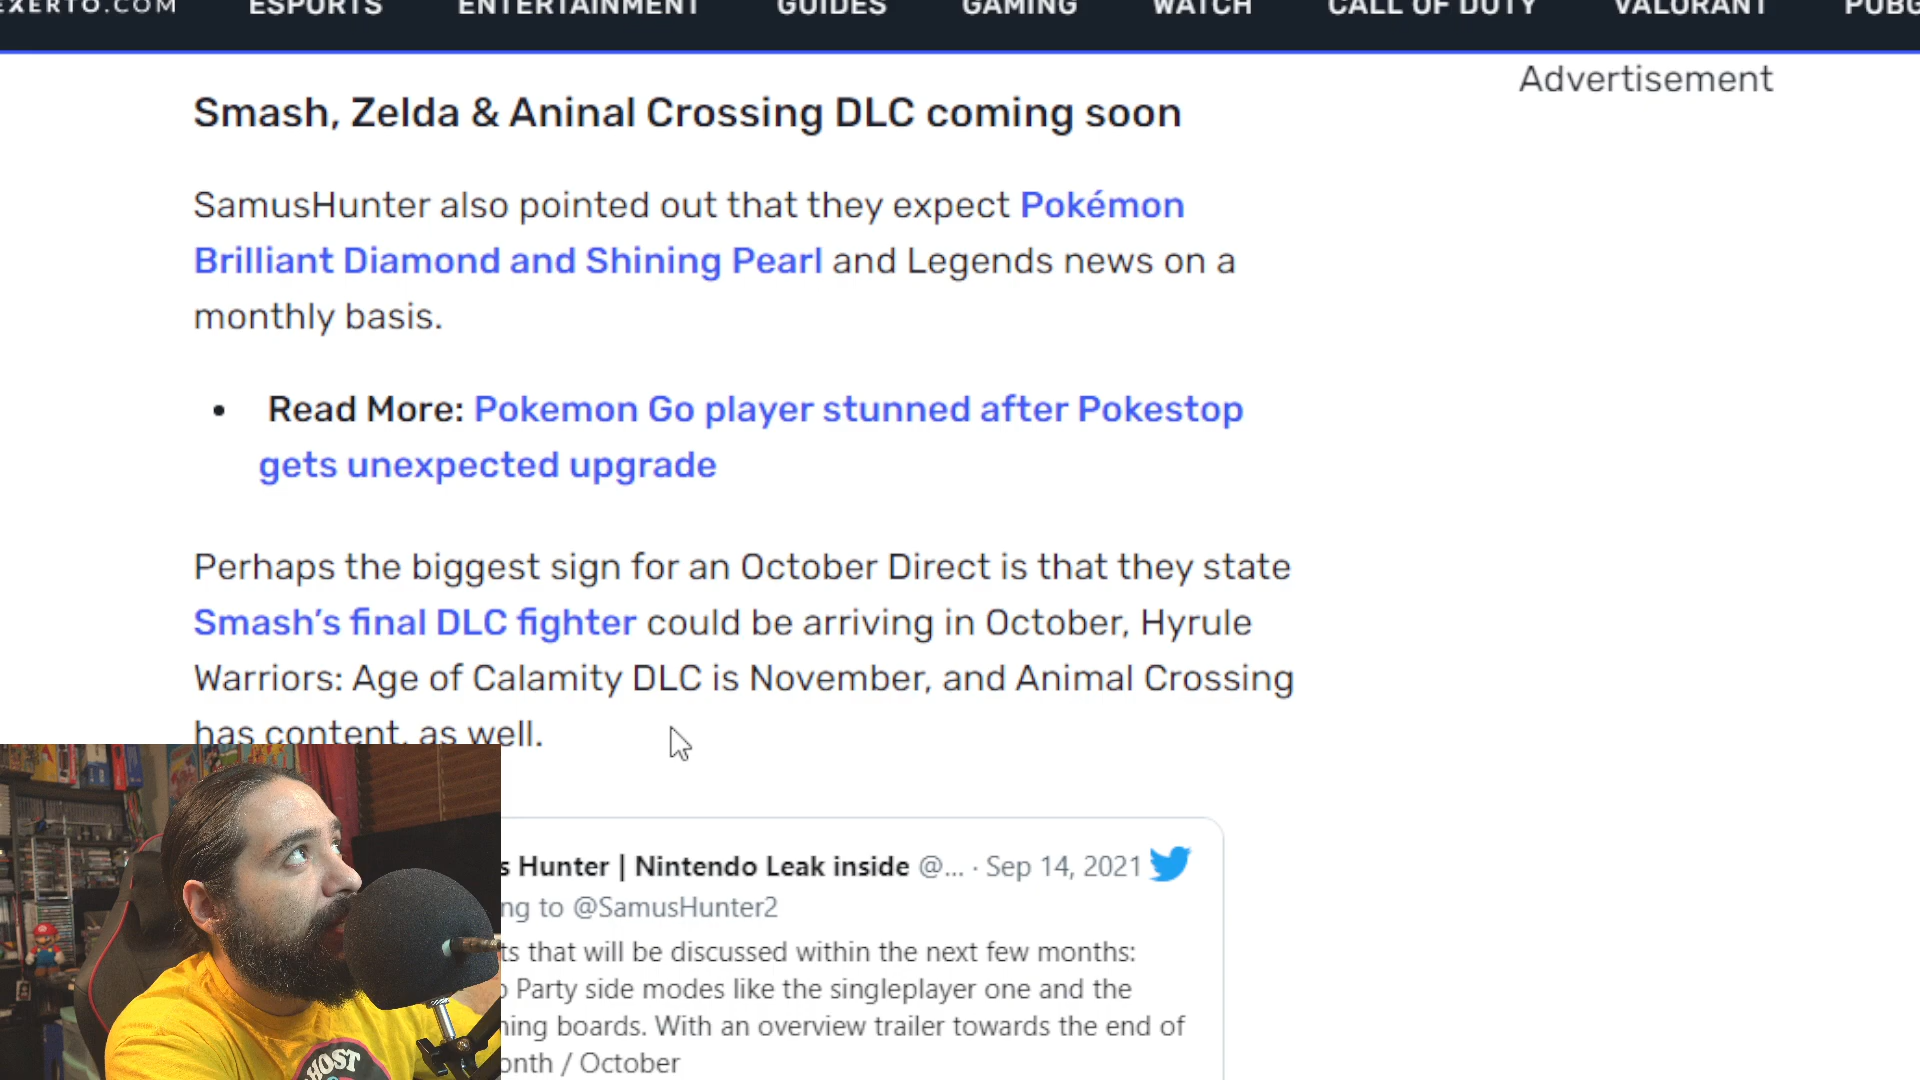 EXERTO.COM ESPORTS ENTERTAINMENT GUIDES GAMING WATCH CALL OF DUTY VALORANT PUBG
Advertisement
Smash, Zelda & Aninal Crossing DLC coming soon
SamusHunter also pointed out that they expect Pokémon
Brilliant Diamond and Shining Pearl and Legends news on a
monthly basis.
• Read More: Pokemon Go player stunned after Pokestop
gets unexpected upgrade
Perhaps the biggest sign for an October Direct is that they state
Smash’s final DLC fighter could be arriving in October, Hyrule
Warriors: Age of Calamity DLC is November, and Animal Crossing
has content, as well.
s Hunter | Nintendo Leak inside @... · Sep 14, 2021
ng to @SamusHunter2
ts that will be discussed within the next few months:
o Party side modes like the singleplayer one and the
ning boards. With an overview trailer towards the end of
onth / October
HOST